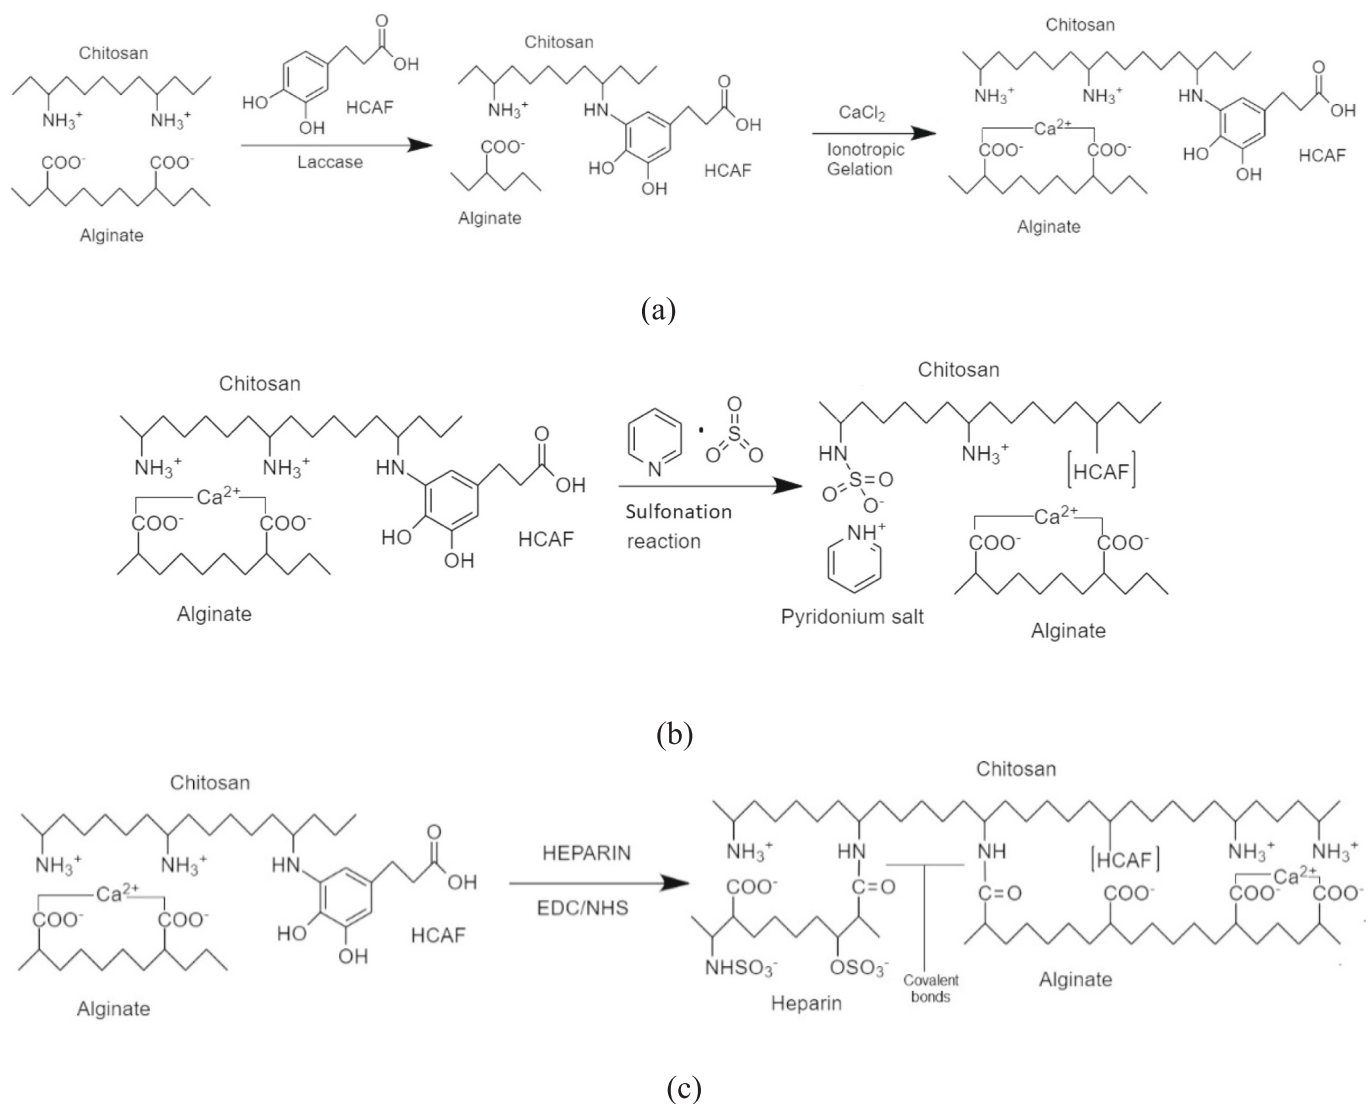 Chitosan
NH₃⁺ NH₃⁺
COO⁻ COO⁻
Alginate
O
OH
HO
OH
HCAF
Laccase
Chitosan
NH₃⁺ HN
COO⁻
Alginate
O
OH
HO
OH
HCAF
CaCl₂
Ionotropic
Gelation
Chitosan
NH₃⁺ NH₃⁺ HN
Ca²⁺
COO⁻ COO⁻
Alginate
O
OH
HO
OH
HCAF
(a)
Chitosan
NH₃⁺ NH₃⁺ HN
Ca²⁺
COO⁻ COO⁻
Alginate
O
OH
HO
OH
HCAF
N
O
S
O O
Sulfonation
reaction
Chitosan
HN NH₃⁺ [HCAF]
S O
O O⁻
NH⁺
Pyridonium salt
Ca²⁺
COO⁻ COO⁻
Alginate
(b)
Chitosan
NH₃⁺ NH₃⁺ HN
Ca²⁺
COO⁻ COO⁻
Alginate
O
OH
HO
OH
HCAF
HEPARIN
EDC/NHS
Chitosan
NH₃⁺ HN NH [HCAF] NH₃⁺ NH₃⁺
Ca²⁺
COO⁻ C=O C=O COO⁻ COO⁻ COO⁻
NHSO₃⁻ OSO₃⁻
Heparin
Covalent
bonds
Alginate
(c)